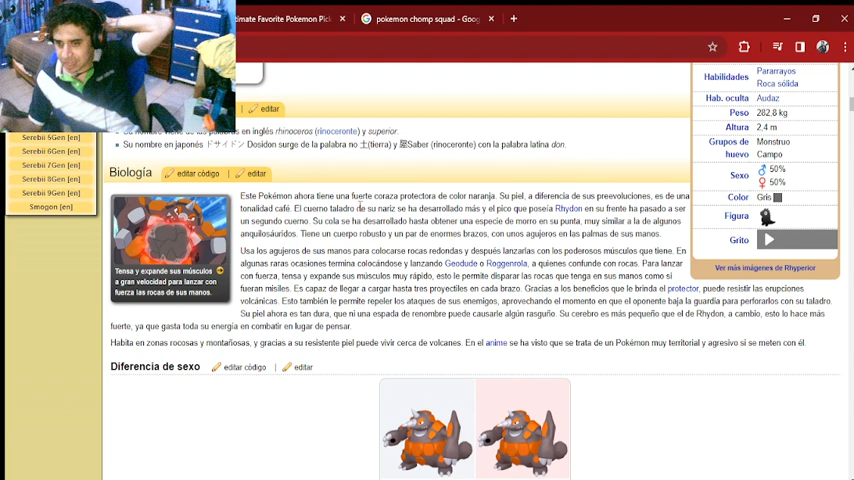 timate Favorite Pokemon Pick
pokemon chomp squad - Goog
editar
Su nombre viene de las palabras en inglés rhinoceros (rinoceronte) y superior.
Su nombre en japonés ドサイドン Dosidon surge de la palabra no 土(tierra) y 犀Saber (rinoceronte) con la palabra latina don.
Serebii 5Gen [en]
Serebii 6Gen [en]
Serebii 7Gen [en]
Serebii 8Gen [en]
Serebii 9Gen [en]
Smogon [en]
Biología
editar código | editar
Este Pokémon ahora tiene una fuerte coraza protectora de color naranja. Su piel, a diferencia de sus preevoluciones, es de una
tonalidad café. El cuerno taladro de su nariz se ha desarrollado más y el pico que poseía Rhydon en su frente ha pasado a ser
un segundo cuerno. Su cola se ha desarrollado hasta obtener una especie de morro en su punta, muy similar a la de algunos
anquilosáuridos. Tiene un cuerpo robusto y un par de enormes brazos, con unos agujeros en las palmas de sus manos.
Usa los agujeros de sus manos para colocarse rocas redondas y después lanzarlas con los poderosos músculos que tiene. En
algunas raras ocasiones termina colocándose y lanzando Geodude o Roggenrola, a quienes confunde con rocas. Para lanzar
con fuerza, tensa y expande sus músculos muy rápido, esto le permite disparar las rocas que tenga en sus manos como si
fueran misiles. Es capaz de llegar a cargar hasta tres proyectiles en cada brazo. Gracias a los beneficios que le brinda el protector, puede resistir las erupciones
volcánicas. Esto también le permite repeler los ataques de sus enemigos, aprovechando el momento en que el oponente baja la guardia para perforarlos con su taladro.
Su piel ahora es tan dura, que ni una espada de renombre puede causarle algún rasguño. Su cerebro es más pequeño que el de Rhydon, a cambio, esto lo hace más
fuerte, ya que gasta toda su energía en combatir en lugar de pensar.
Habita en zonas rocosas y montañosas, y gracias a su resistente piel puede vivir cerca de volcanes. En el anime se ha visto que se trata de un Pokémon muy territorial y agresivo si se meten con él.
Tensa y expande sus músculos
a gran velocidad para lanzar con
fuerza las rocas de sus manos.
Diferencia de sexo
editar código | editar
Habilidades
Pararrayos
Roca sólida
Hab. oculta
Audaz
Peso
282,8 kg
Altura
2,4 m
Grupos de huevo
Monstruo
Campo
Sexo
♂ 50%
♀ 50%
Color
Gris
Figura
Grito
Ver más imágenes de Rhyperior